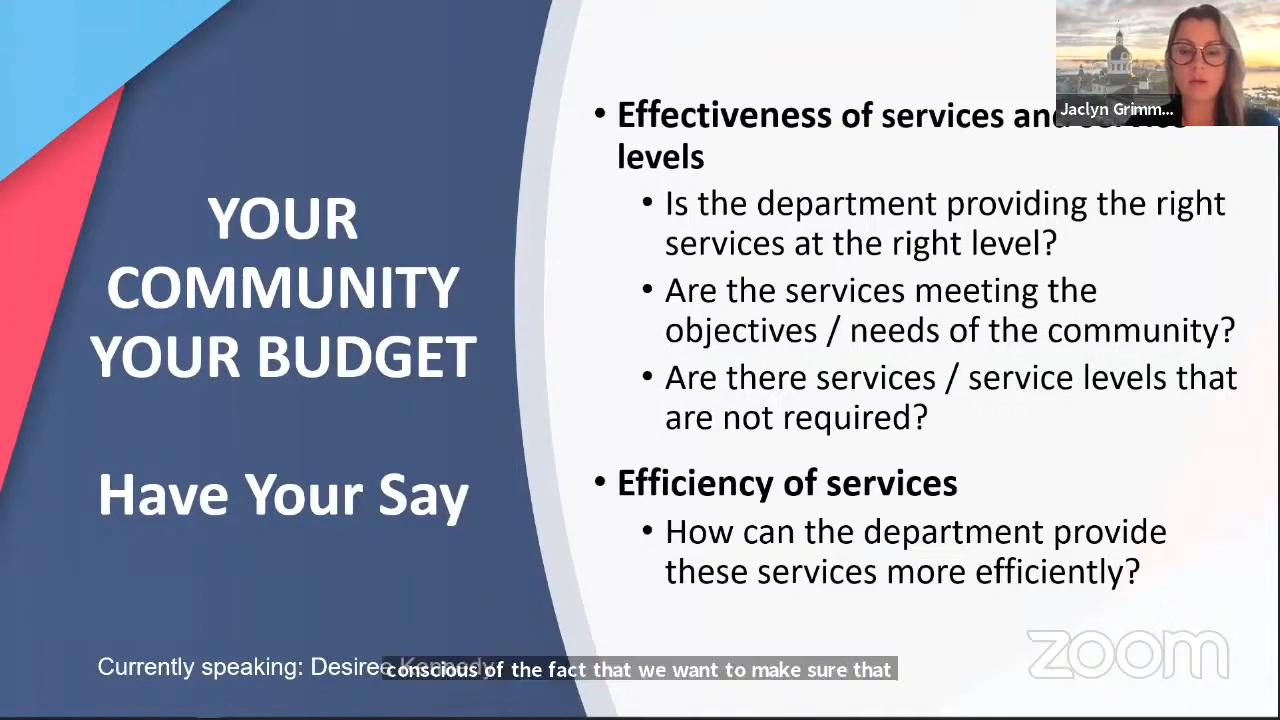 YOUR
COMMUNITY
YOUR BUDGET
Have Your Say
Currently speaking: Desiree
• Effectiveness of services and service
levels
• Is the department providing the right
services at the right level?
• Are the services meeting the
objectives / needs of the community?
• Are there services / service levels that
are not required?
• Efficiency of services
• How can the department provide
these services more efficiently?
Jaclyn Grimm...
conscious of the fact that we want to make sure that
zoom